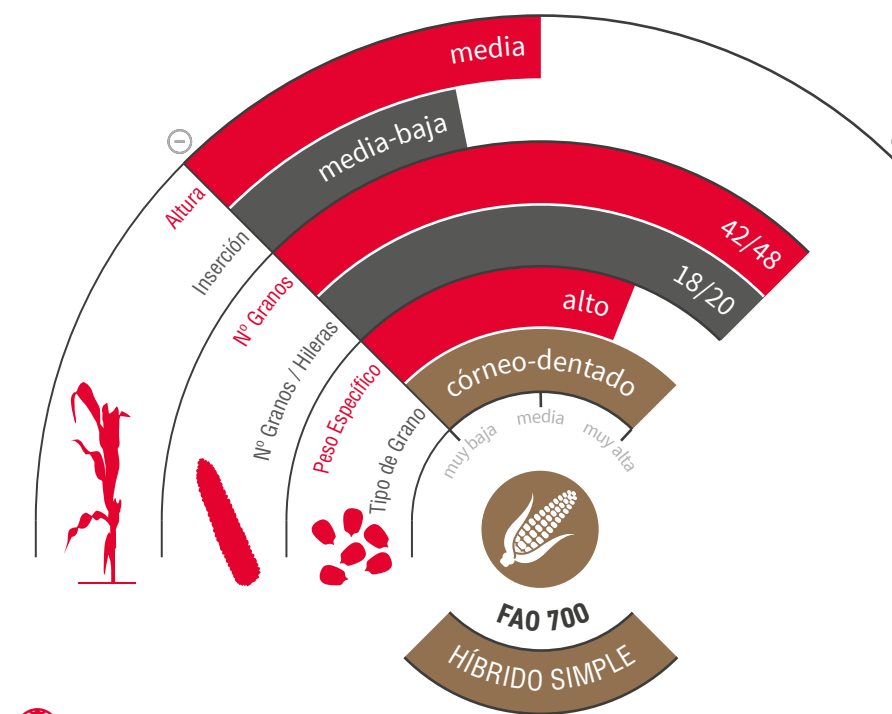 media
media-baja
42/48
18/20
alto
córneo-dentado
Altura
Inserción
Nº Granos
Nº Granos / Hileras
Peso Específico
Tipo de Grano
muy baja
media
muy alta
FAO 700
HÍBRIDO SIMPLE